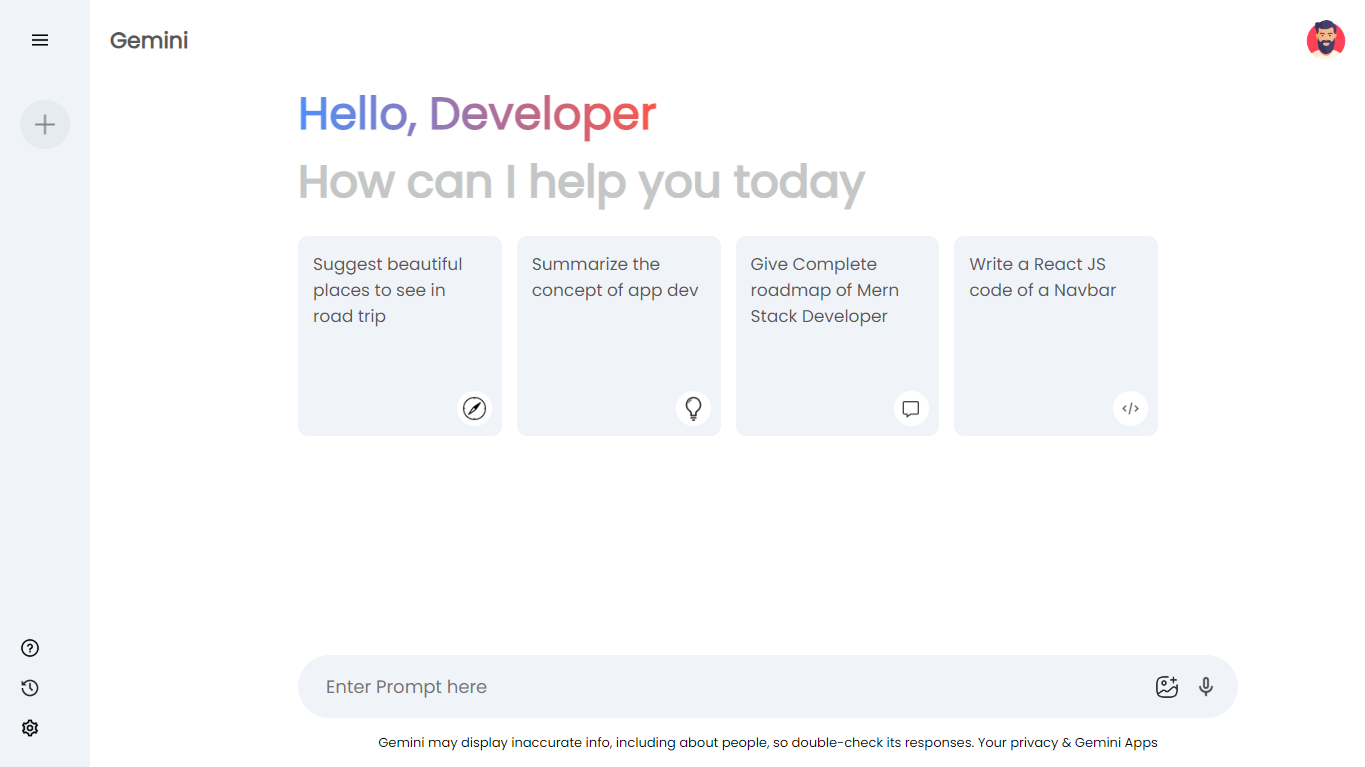 Gemini
Hello, Developer
How can I help you today
Suggest beautiful
places to see in
road trip
Summarize the
concept of app dev
Give Complete
roadmap of Mern
Stack Developer
Write a React JS
code of a Navbar
Enter Prompt here
Gemini may display inaccurate info, including about people, so double-check its responses. Your privacy & Gemini Apps